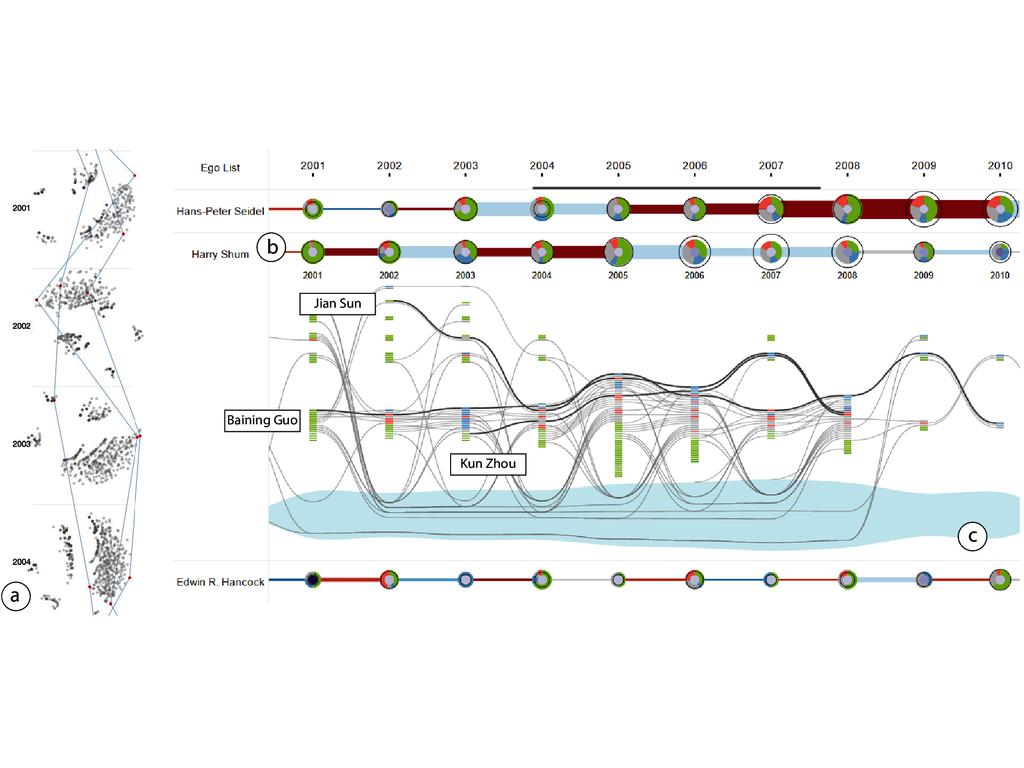 2001
2002
2003
2004
a
Ego List
2001 2002 2003 2004 2005 2006 2007 2008 2009 2010
Hans-Peter Seidel
b
Harry Shum
2001 2002 2003 2004 2005 2006 2007 2008 2009 2010
Jian Sun
Baining Guo
Kun Zhou
c
Edwin R. Hancock